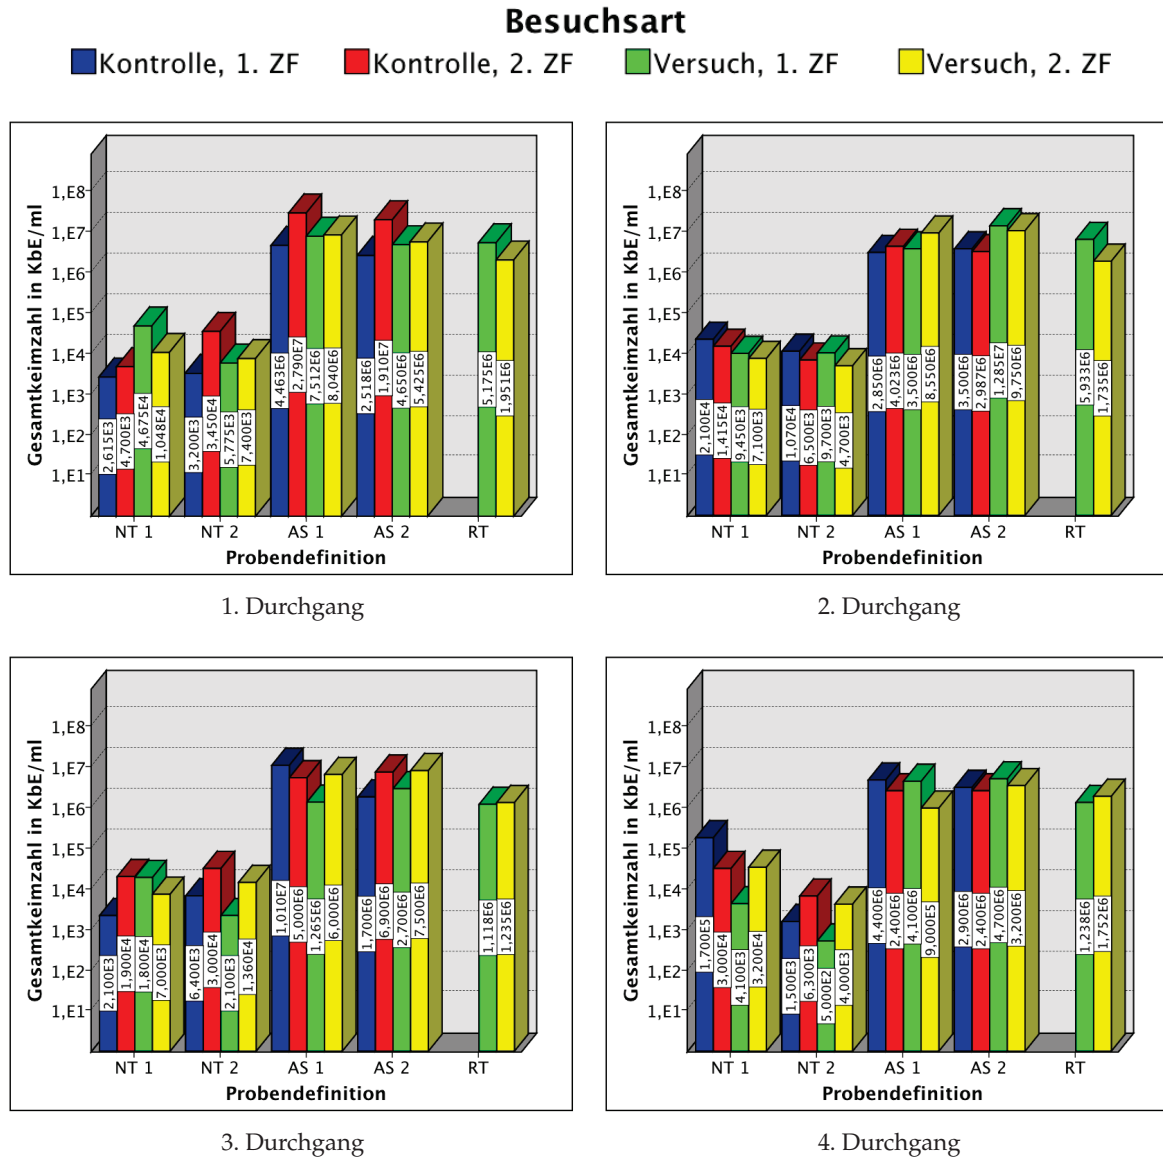 Besuchsart
Kontrolle, 1. ZF Kontrolle, 2. ZF Versuch, 1. ZF Versuch, 2. ZF
Gesamtkeimzahl in KbE/ml
1,E8
1,E7
1,E6
1,E5
1,E4
1,E3
1,E2
1,E1
2,615E3 4,700E3 4,675E4 1,048E4 3,200E3 3,450E4 5,775E3 7,400E3 4,463E6 2,790E7 7,512E6 8,040E6 2,518E6 1,910E7 4,650E6 5,425E6 5,175E6 1,951E6
NT 1 NT 2 AS 1 AS 2 RT
Probendefinition
1. Durchgang
Gesamtkeimzahl in KbE/ml
1,E8
1,E7
1,E6
1,E5
1,E4
1,E3
1,E2
1,E1
2,100E4 1,415E4 9,450E3 7,100E3 1,070E4 6,500E3 9,700E3 4,700E3 2,850E6 4,023E6 3,500E6 8,550E6 3,500E6 2,987E6 1,285E7 9,750E6 5,933E6 1,735E6
NT 1 NT 2 AS 1 AS 2 RT
Probendefinition
2. Durchgang
Gesamtkeimzahl in KbE/ml
1,E8
1,E7
1,E6
1,E5
1,E4
1,E3
1,E2
1,E1
2,100E3 1,900E4 1,800E4 7,000E3 6,400E3 3,000E4 2,100E3 1,360E4 1,010E7 5,000E6 1,265E6 6,000E6 1,700E6 6,900E6 2,700E6 7,500E6 1,118E6 1,235E6
NT 1 NT 2 AS 1 AS 2 RT
Probendefinition
3. Durchgang
Gesamtkeimzahl in KbE/ml
1,E8
1,E7
1,E6
1,E5
1,E4
1,E3
1,E2
1,E1
1,700E5 3,000E4 4,100E3 3,200E4 1,500E3 6,300E3 5,000E2 4,000E3 4,400E6 2,400E6 4,100E6 9,000E5 2,900E6 2,400E6 4,700E6 3,200E6 1,238E6 1,752E6
NT 1 NT 2 AS 1 AS 2 RT
Probendefinition
4. Durchgang